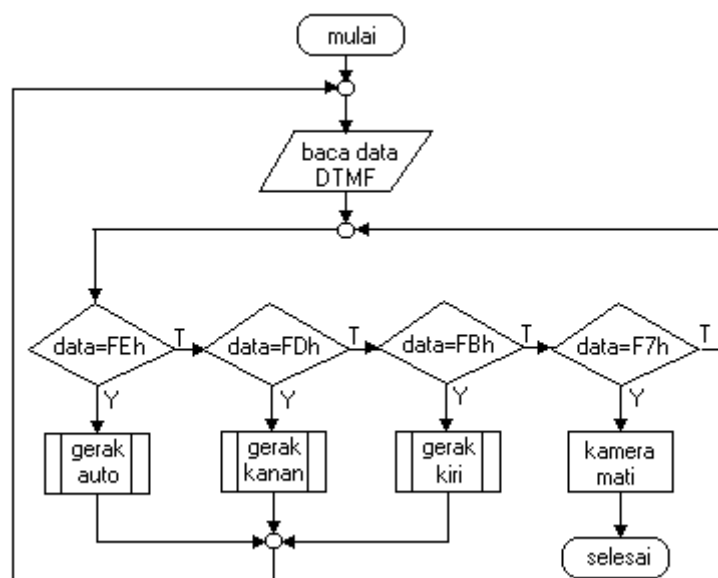 mulai
baca data
DTMF
data=FEh
T
data=FDh
T
data=FBh
T
data=F7h
T
Y
Y
Y
Y
gerak
auto
gerak
kanan
gerak
kiri
kamera
mati
selesai